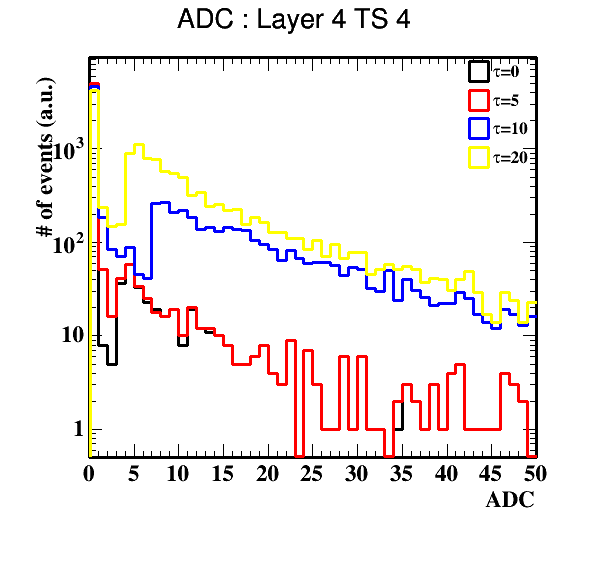 ADC : Layer 4 TS 4
# of events (a.u.)
10³
10²
10
1
τ=0
τ=5
τ=10
τ=20
0 5 10 15 20 25 30 35 40 45 50
ADC